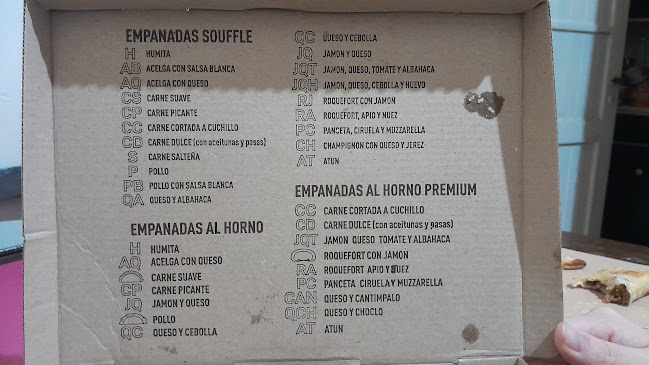 EMPANADAS SOUFFLE
H HUMITA
AB ACELGA CON SALSA BLANCA
AQ ACELGA CON QUESO
CS CARNE SUAVE
CP CARNE PICANTE
CC CARNE CORTADA A CUCHILLO
CD CARNE DULCE (con aceitunas y pasas)
S CARNE SALTEÑA
P POLLO
PB POLLO CON SALSA BLANCA
QA QUESO Y ALBAHACA
QC QUESO Y CEBOLLA
JQ JAMON Y QUESO
JQT JAMON, QUESO, TOMATE Y ALBAHACA
JQH JAMON, QUESO, CEBOLLA Y HUEVO
RJ ROQUEFORT CON JAMON
RA ROQUEFORT, APIO Y NUEZ
PC PANCETA, CIRUELA Y MUZZARELLA
CH CHAMPIGNON CON QUESO Y JEREZ
AT ATUN
EMPANADAS AL HORNO
H HUMITA
AQ ACELGA CON QUESO
CARNE SUAVE
CP CARNE PICANTE
JQ JAMON Y QUESO
POLLO
QC QUESO Y CEBOLLA
EMPANADAS AL HORNO PREMIUM
CC CARNE CORTADA A CUCHILLO
CD CARNE DULCE (con aceitunas y pasas)
JQT JAMON QUESO TOMATE Y ALBAHACA
ROQUEFORT CON JAMON
RA ROQUEFORT APIO Y NUEZ
PC PANCETA CIRUELA Y MUZZARELLA
CAN QUESO Y CANTIMPALO
QCH QUESO Y CHOCLO
AT ATUN